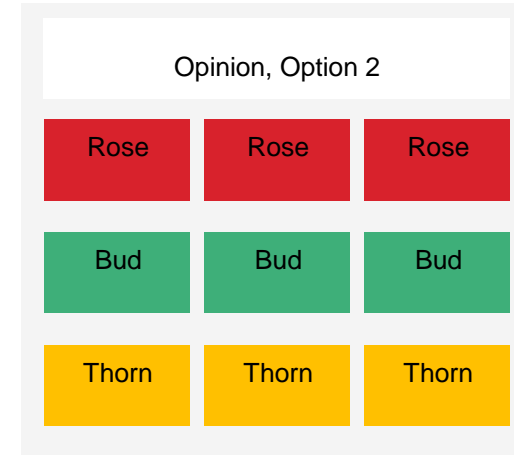 Opinion, Option 2
Rose Rose Rose
Bud Bud Bud
Thorn Thorn Thorn